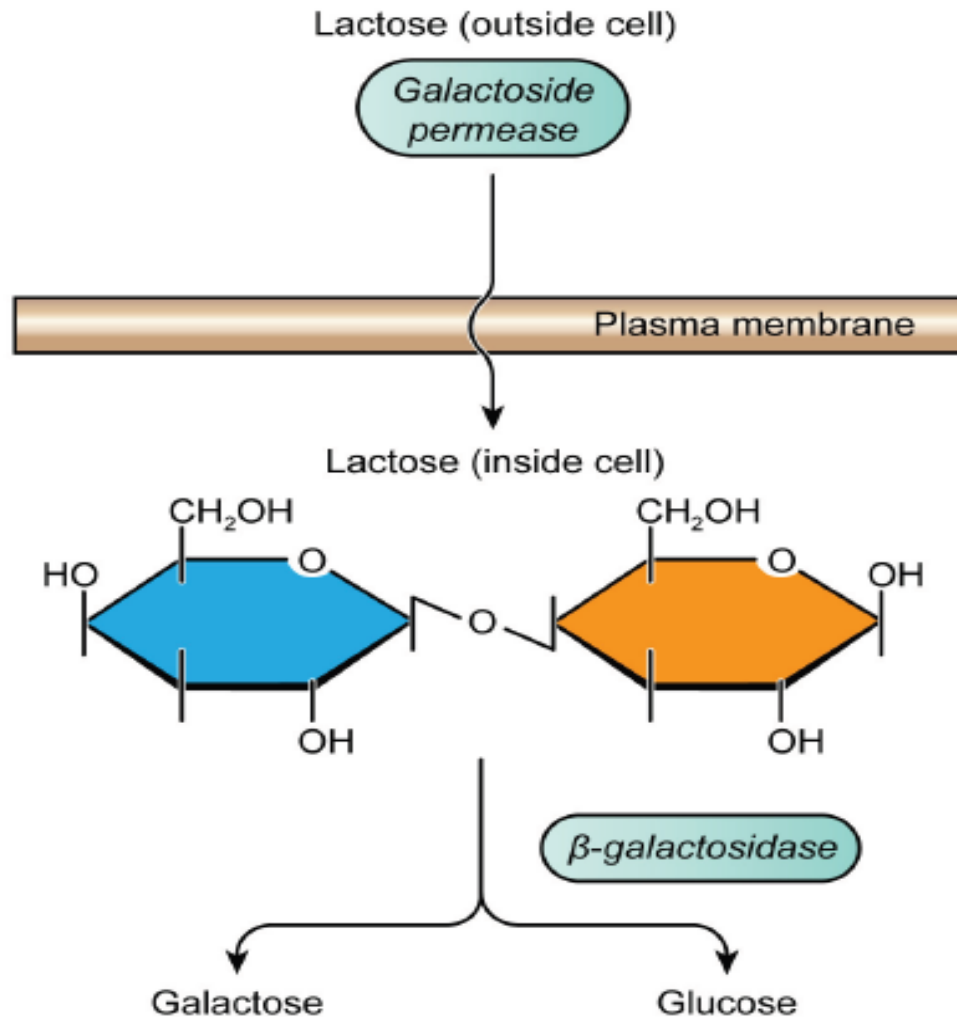 Lactose (outside cell)
Galactoside
permease
Plasma membrane
Lactose (inside cell)
CH₂OH
CH₂OH
HO
O
O
OH
O
OH
OH
β-galactosidase
Galactose
Glucose